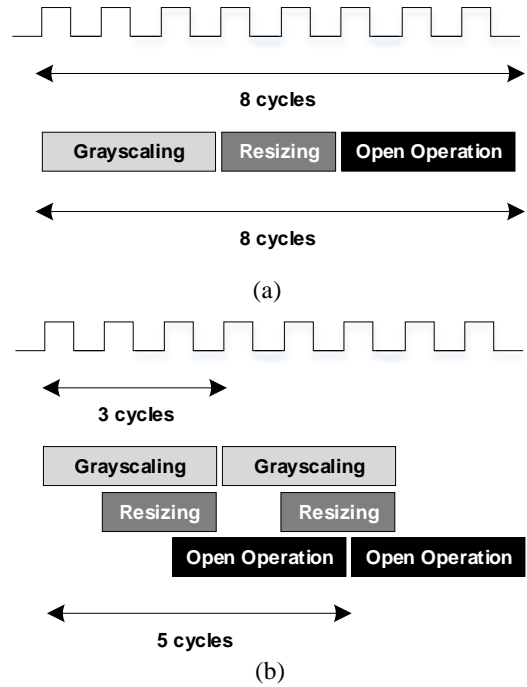 8 cycles
Grayscaling Resizing Open Operation
8 cycles
(a)
3 cycles
Grayscaling Grayscaling
Resizing Resizing
Open Operation Open Operation
5 cycles
(b)